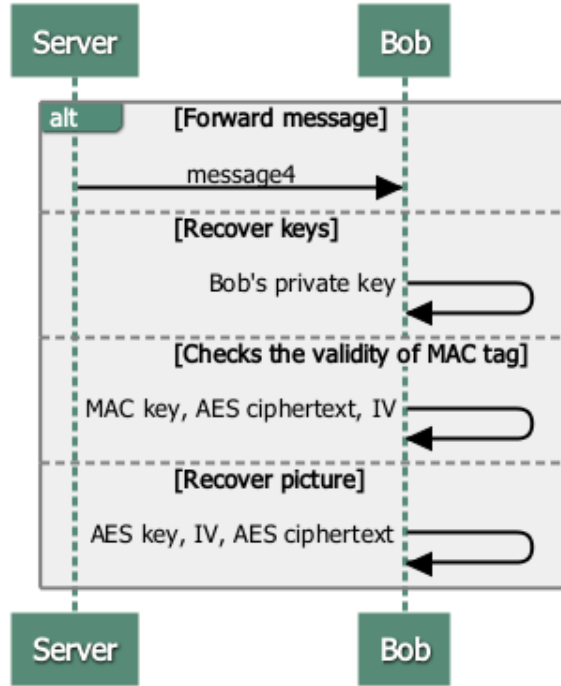 Server Bob
alt [Forward message]
message4
[Recover keys]
Bob's private key
[Checks the validity of MAC tag]
MAC key, AES ciphertext, IV
[Recover picture]
AES key, IV, AES ciphertext
Server Bob